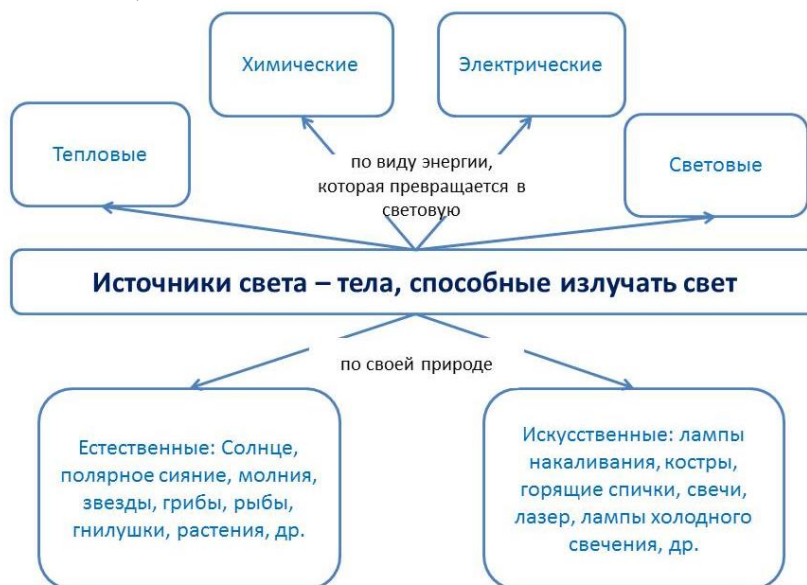 Химические
Электрические
Тепловые
по виду энергии,
которая превращается в
световую
Световые
Источники света – тела, способные излучать свет
по своей природе
Естественные: Солнце,
полярное сияние, молния,
звезды, грибы, рыбы,
гнилушки, растения, др.
Искусственные: лампы
накаливания, костры,
горящие спички, свечи,
лазер, лампы холодного
свечения, др.